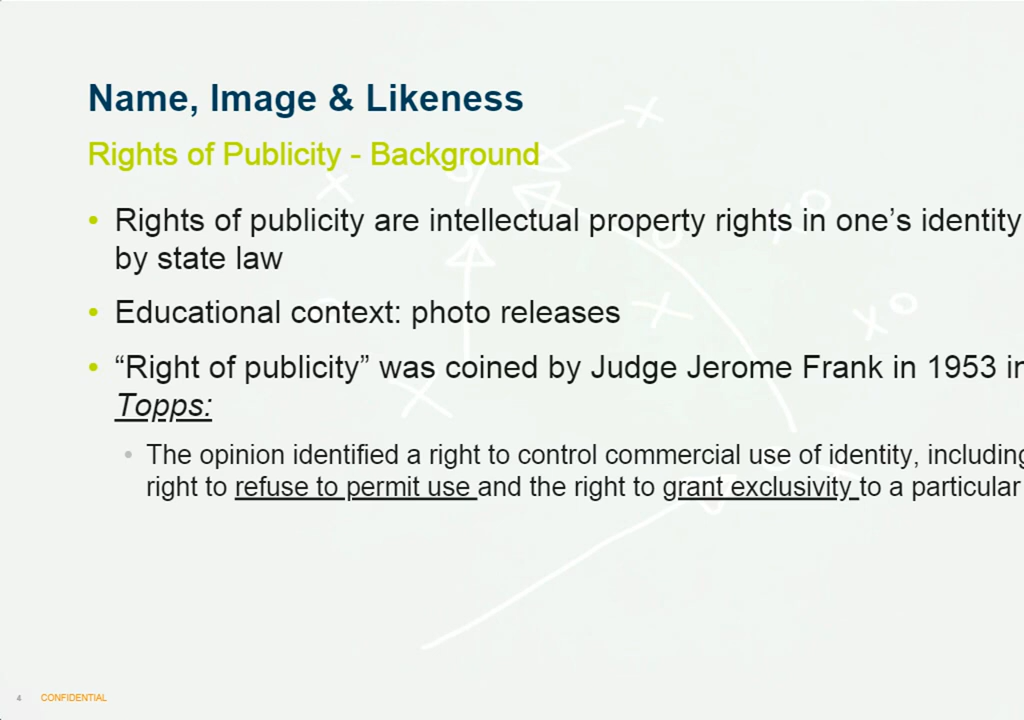 Name, Image & Likeness
Rights of Publicity - Background
• Rights of publicity are intellectual property rights in one’s identity
by state law
• Educational context: photo releases
• “Right of publicity” was coined by Judge Jerome Frank in 1953 in
Topps:
• The opinion identified a right to control commercial use of identity, including
right to refuse to permit use and the right to grant exclusivity to a particular
4 CONFIDENTIAL